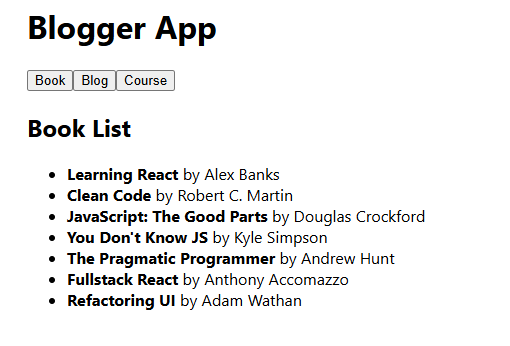 Blogger App
Book Blog Course
Book List
Learning React by Alex Banks
Clean Code by Robert C. Martin
JavaScript: The Good Parts by Douglas Crockford
You Don't Know JS by Kyle Simpson
The Pragmatic Programmer by Andrew Hunt
Fullstack React by Anthony Accomazzo
Refactoring UI by Adam Wathan